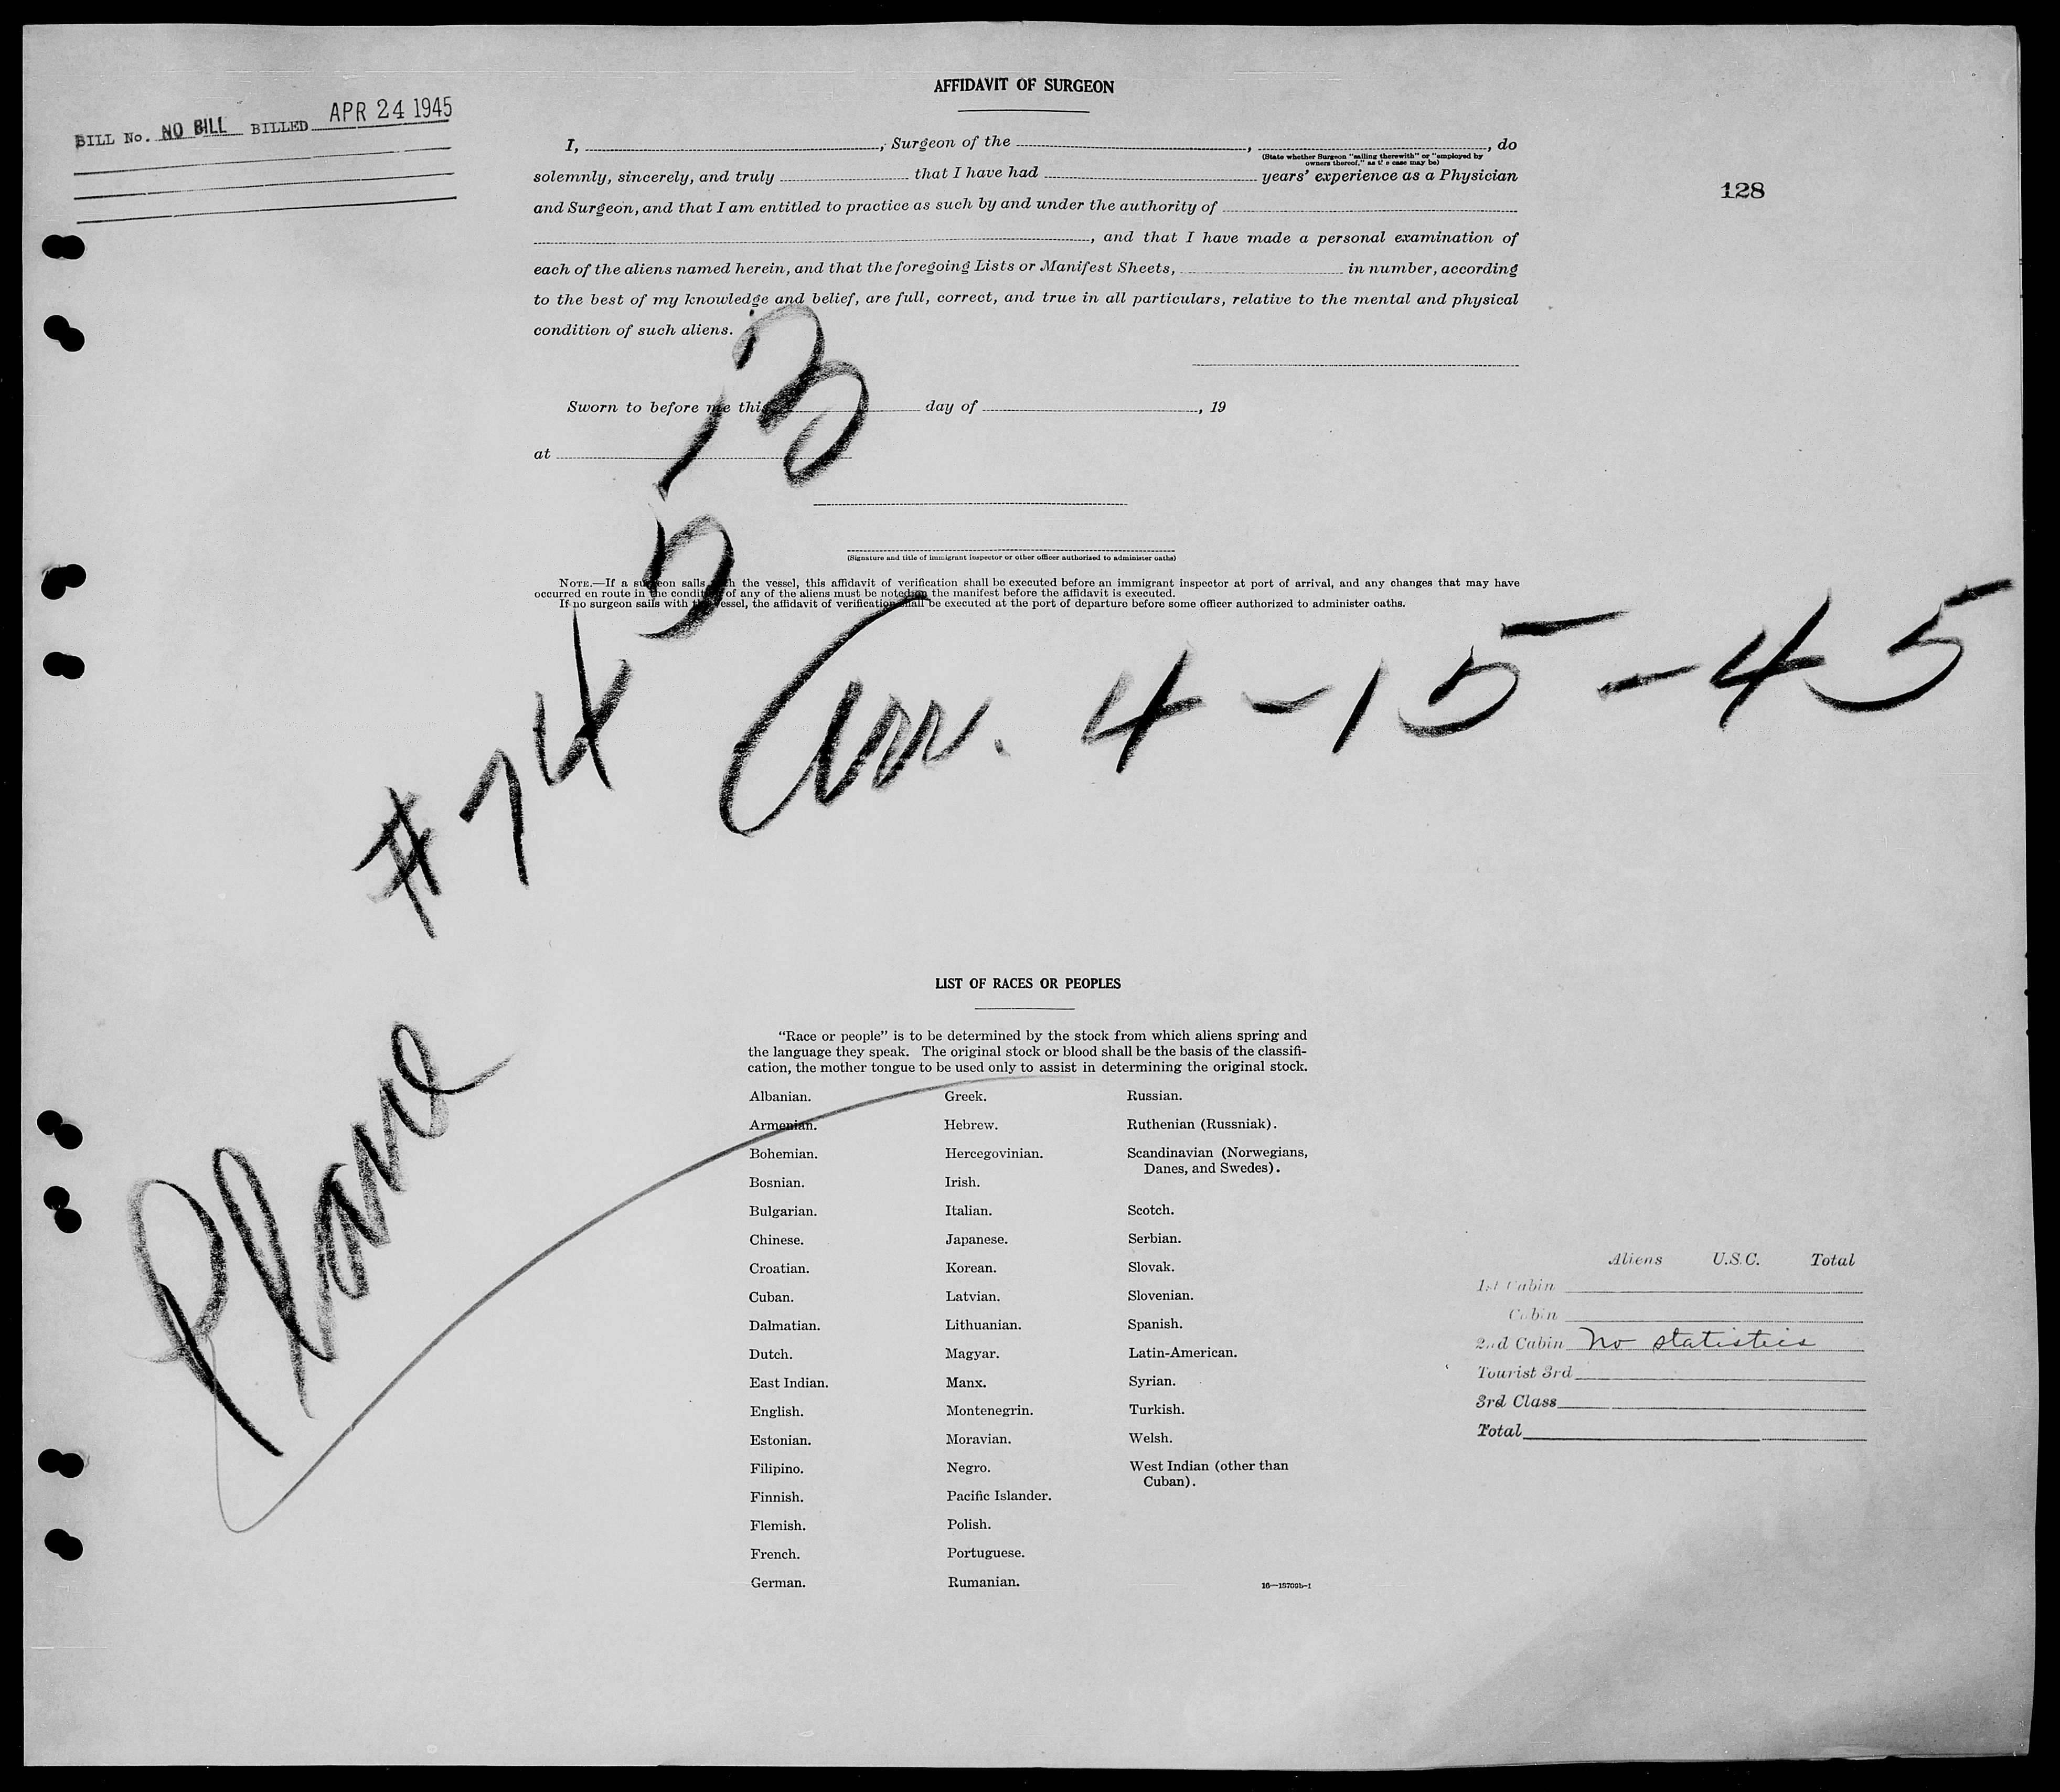 AFFIDAVIT OF SURGEON
BILL No. NO BILL BILLED APR 24 1945
128
I, , Surgeon of the , , do
(State whether Surgeon "sailing therewith" or "employed by
owners thereof," as the case may be)
solemnly, sincerely, and truly that I have had years' experience as a Physician
and Surgeon, and that I am entitled to practice as such by and under the authority of
, and that I have made a personal examination of
each of the aliens named herein, and that the foregoing Lists or Manifest Sheets, in number, according
to the best of my knowledge and belief, are full, correct, and true in all particulars, relative to the mental and physical
condition of such aliens.
Sworn to before me this day of , 19
at
(Signature and title of immigrant inspector or other officer authorized to administer oaths)
NOTE.—If a surgeon sails with the vessel, this affidavit of verification shall be executed before an immigrant inspector at port of arrival, and any changes that may have
occurred en route in the condition of any of the aliens must be noted on the manifest before the affidavit is executed.
If no surgeon sails with the vessel, the affidavit of verification shall be executed at the port of departure before some officer authorized to administer oaths.
Plane #7453
Arr. 4-15-45
LIST OF RACES OR PEOPLES
"Race or people" is to be determined by the stock from which aliens spring and
the language they speak. The original stock or blood shall be the basis of the classifi-
cation, the mother tongue to be used only to assist in determining the original stock.
Albanian.
Armenian.
Bohemian.
Bosnian.
Bulgarian.
Chinese.
Croatian.
Cuban.
Dalmatian.
Dutch.
East Indian.
English.
Estonian.
Filipino.
Finnish.
Flemish.
French.
German.
Greek.
Hebrew.
Hercegovinian.
Irish.
Italian.
Japanese.
Korean.
Latvian.
Lithuanian.
Magyar.
Manx.
Montenegrin.
Moravian.
Negro.
Pacific Islander.
Polish.
Portuguese.
Rumanian.
Russian.
Ruthenian (Russniak).
Scandinavian (Norwegians,
Danes, and Swedes).
Scotch.
Serbian.
Slovak.
Slovenian.
Spanish.
Latin-American.
Syrian.
Turkish.
Welsh.
West Indian (other than
Cuban).
Aliens U.S.C. Total
1st Cabin
Cabin
2nd Cabin No statistics
Tourist 3rd
3rd Class
Total